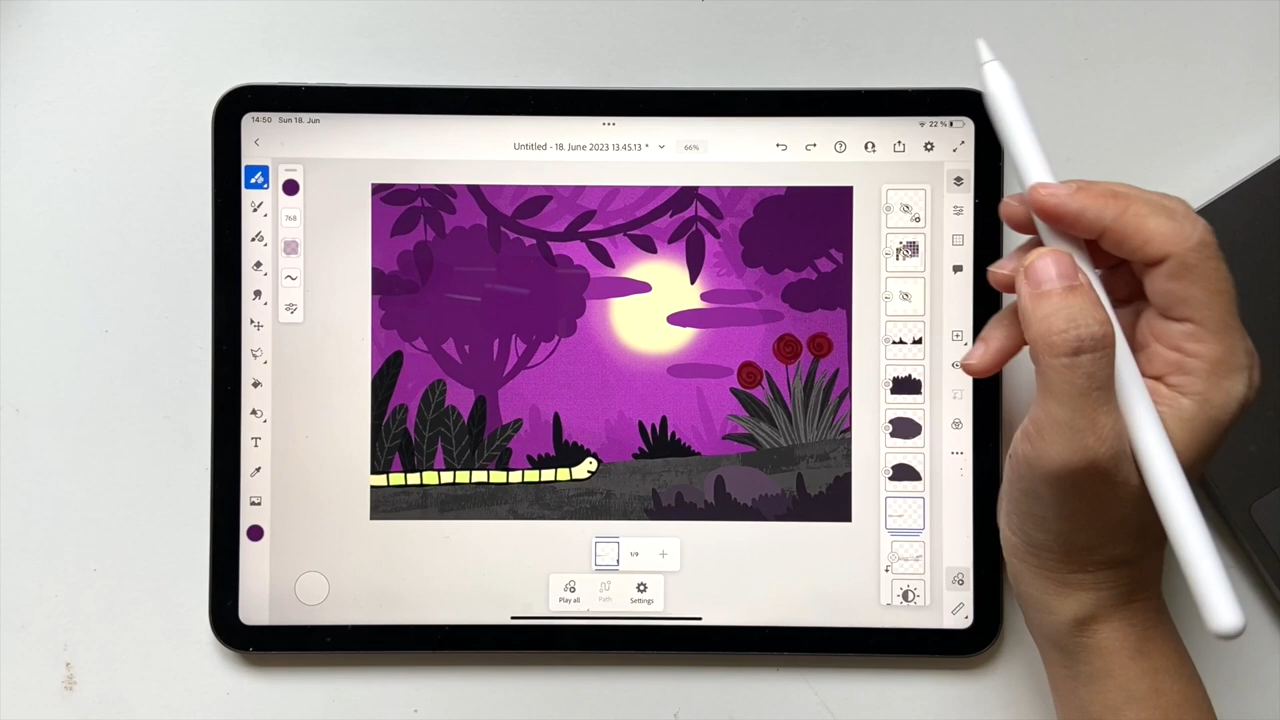 14:50 Sun 18. Jun
22 %
Untitled - 18. June 2023 13.45.13 *
66%
768
T
1/9
Play all
Path
Settings